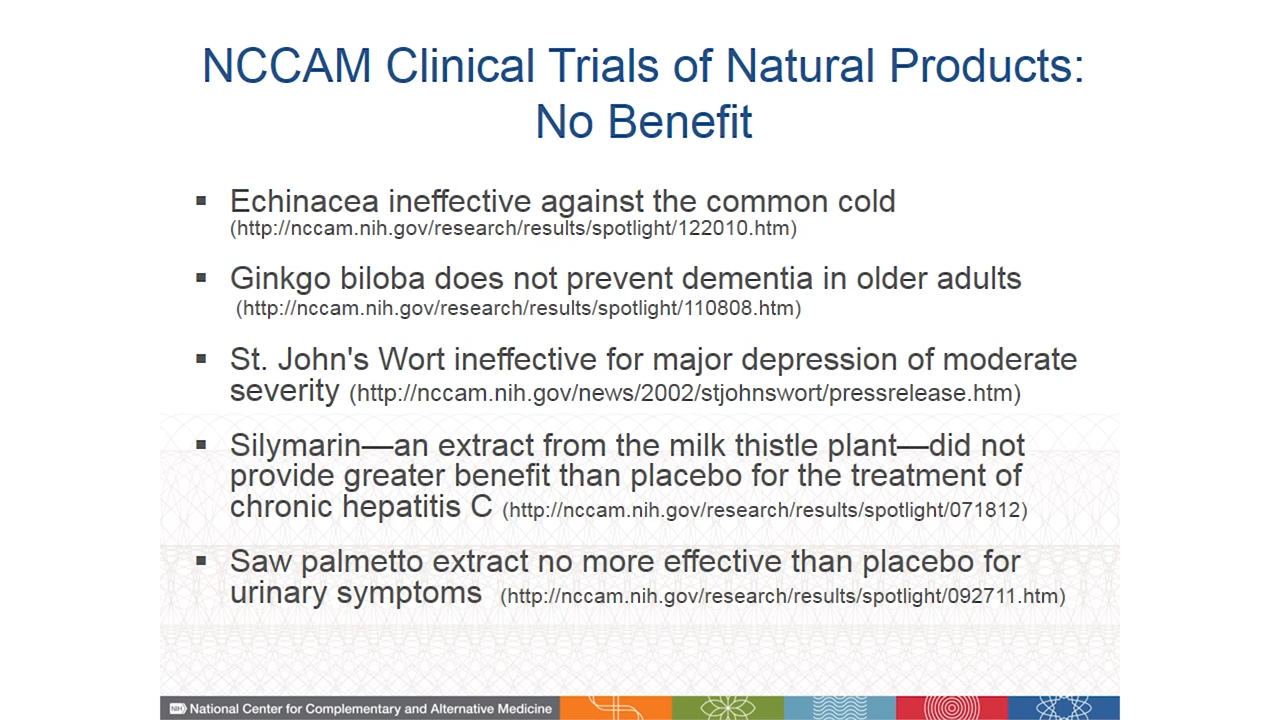 NCCAM Clinical Trials of Natural Products:
No Benefit
▪ Echinacea ineffective against the common cold
(http://nccam.nih.gov/research/results/spotlight/122010.htm)
▪ Ginkgo biloba does not prevent dementia in older adults
(http://nccam.nih.gov/research/results/spotlight/110808.htm)
▪ St. John's Wort ineffective for major depression of moderate
severity (http://nccam.nih.gov/news/2002/stjohnswort/pressrelease.htm)
▪ Silymarin—an extract from the milk thistle plant—did not
provide greater benefit than placebo for the treatment of
chronic hepatitis C (http://nccam.nih.gov/research/results/spotlight/071812)
▪ Saw palmetto extract no more effective than placebo for
urinary symptoms (http://nccam.nih.gov/research/results/spotlight/092711.htm)
NIH National Center for Complementary and Alternative Medicine